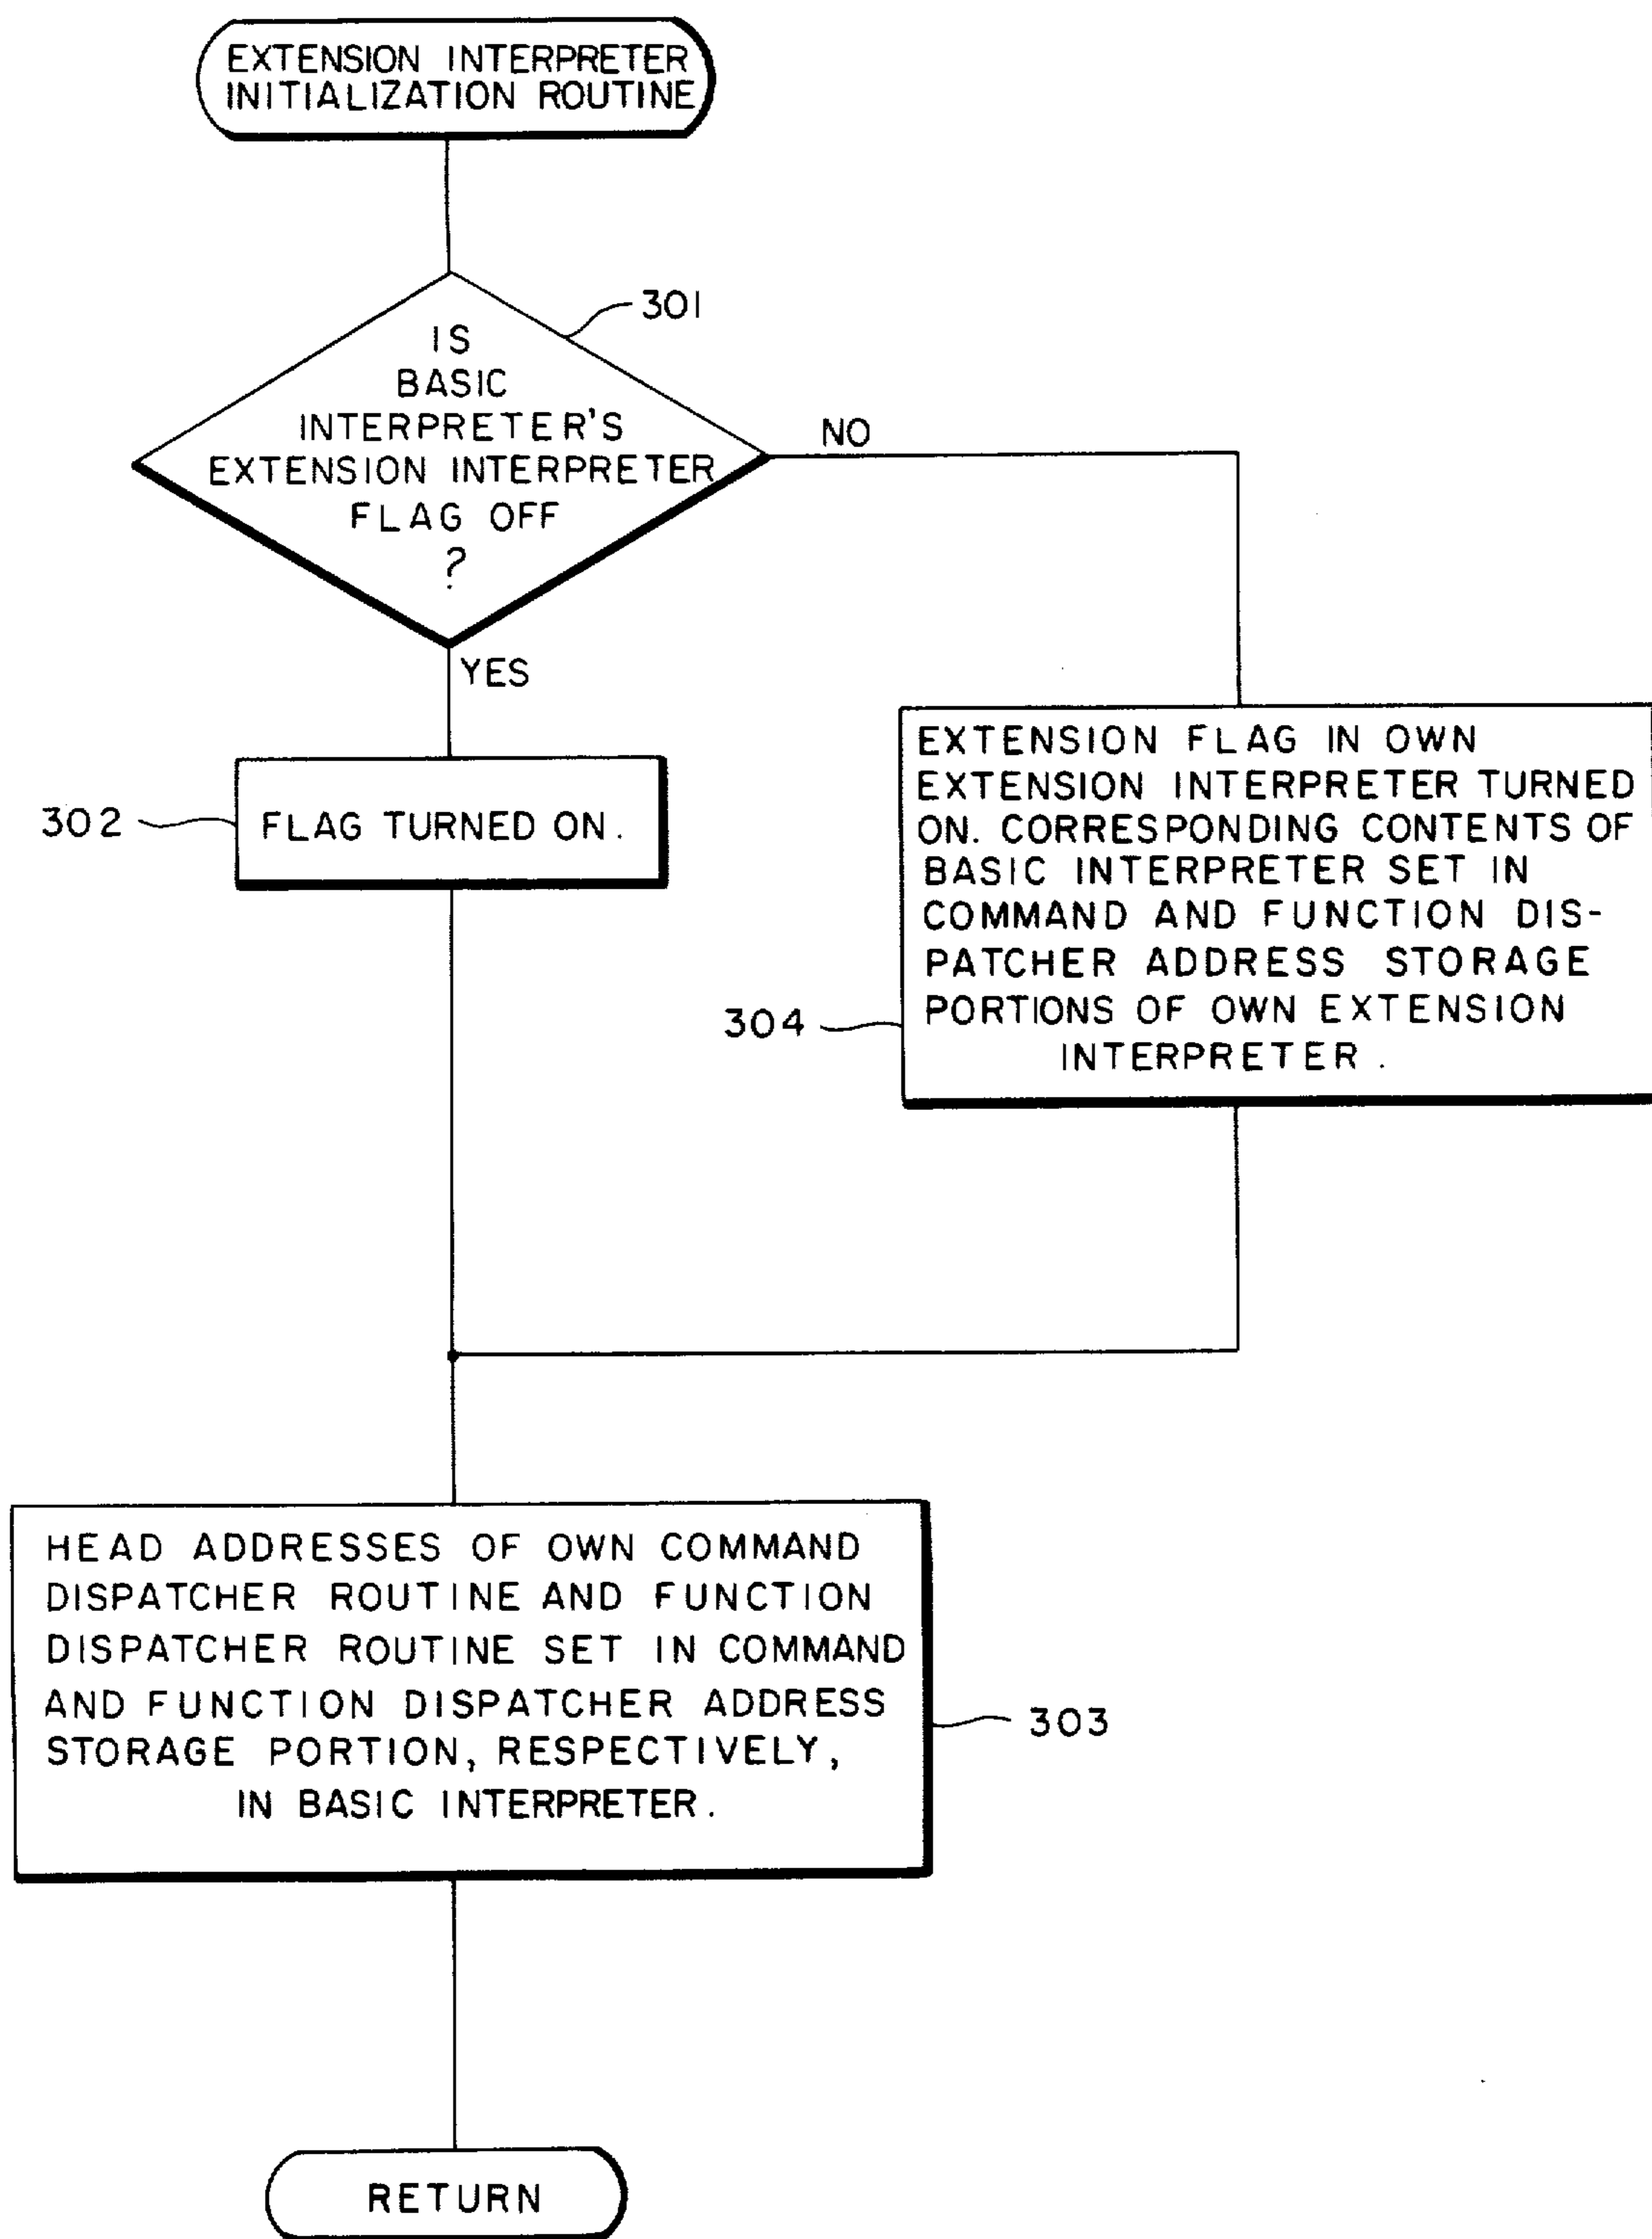 EXTENSION INTERPRETER
INITIALIZATION ROUTINE
301
IS
BASIC
INTERPRETER'S
EXTENSION INTERPRETER
FLAG OFF
?
NO
YES
302
FLAG TURNED ON.
EXTENSION FLAG IN OWN
EXTENSION INTERPRETER TURNED
ON. CORRESPONDING CONTENTS OF
BASIC INTERPRETER SET IN
COMMAND AND FUNCTION DIS-
PATCHER ADDRESS STORAGE
PORTIONS OF OWN EXTENSION
INTERPRETER.
304
HEAD ADDRESSES OF OWN COMMAND
DISPATCHER ROUTINE AND FUNCTION
DISPATCHER ROUTINE SET IN COMMAND
AND FUNCTION DISPATCHER ADDRESS
STORAGE PORTION, RESPECTIVELY,
IN BASIC INTERPRETER.
303
RETURN